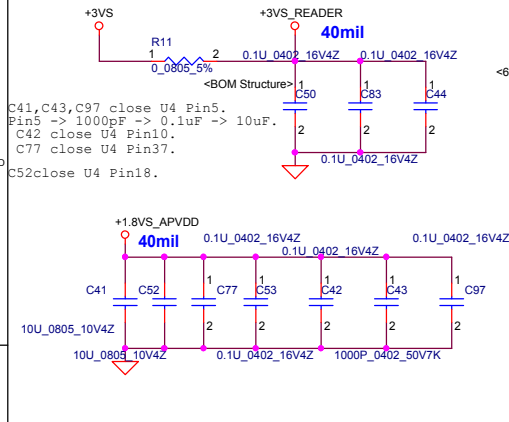 +3VS
+3VS_READER
40mil
R11
1
2
0_0805_5%
0.1U_0402_16V4Z
0.1U_0402_16V4Z
<BOM Structure>
<6
1
1
1
C50
C83
C44
2
2
2
0.1U_0402_16V4Z
C41,C43,C97 close U4 Pin5.
Pin5 -> 1000pF -> 0.1uF -> 10uF.
C42 close U4 Pin10.
C77 close U4 Pin37.
C52close U4 Pin18.
+1.8VS_APVDD
40mil
0.1U_0402_16V4Z
0.1U_0402_16V4Z
0.1U_0402_16V4Z
1
1
1
1
1
C41
C52
C77
C53
C42
C43
C97
2
2
2
2
2
10U_0805_10V4Z
10U_0805_10V4Z
0.1U_0402_16V4Z
1000P_0402_50V7K